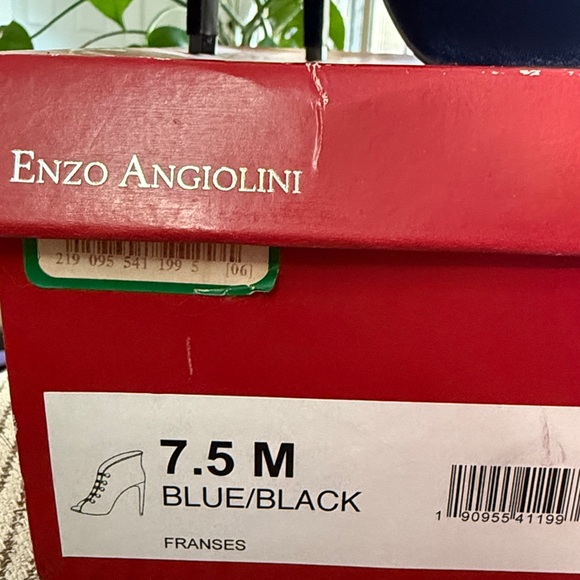 ENZO ANGIOLINI
219 095 541 199 5 [06]
7.5 M
BLUE/BLACK
FRANSES
1 90955 41199